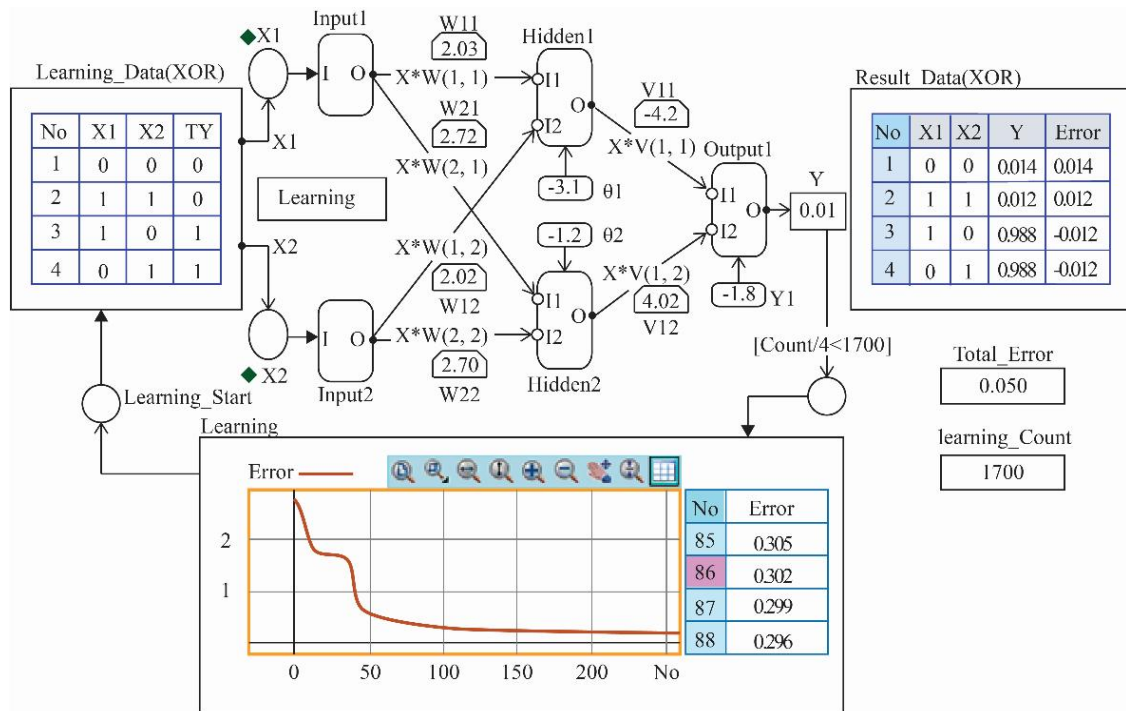 Learning_Data(XOR)
No X1 X2 TY
1 0 0 0
2 1 1 0
3 1 0 1
4 0 1 1
X1
X1
X2
X2
Learning
Input1
I O
Input2
I O
W11
2.03
X*W(1, 1)
W21
2.72
X*W(2, 1)
X*W(1, 2)
2.02
W12
X*W(2, 2)
2.70
W22
Hidden1
I1
O
I2
-3.1 θ1
-1.2 θ2
I1
O
I2
Hidden2
V11
-4.2
X*V(1, 1)
X*V(1, 2)
4.02
V12
Output1
I1
O
I2
-1.8 Y1
Y
0.01
Result_Data(XOR)
No X1 X2 Y Error
1 0 0 0.014 0.014
2 1 1 0.012 0.012
3 1 0 0.988 -0.012
4 0 1 0.988 -0.012
[Count/4<1700]
Total_Error
0.050
learning_Count
1700
Learning_Start
Learning
Error
2
1
0 50 100 150 200 No
No Error
85 0.305
86 0.302
87 0.299
88 0.296